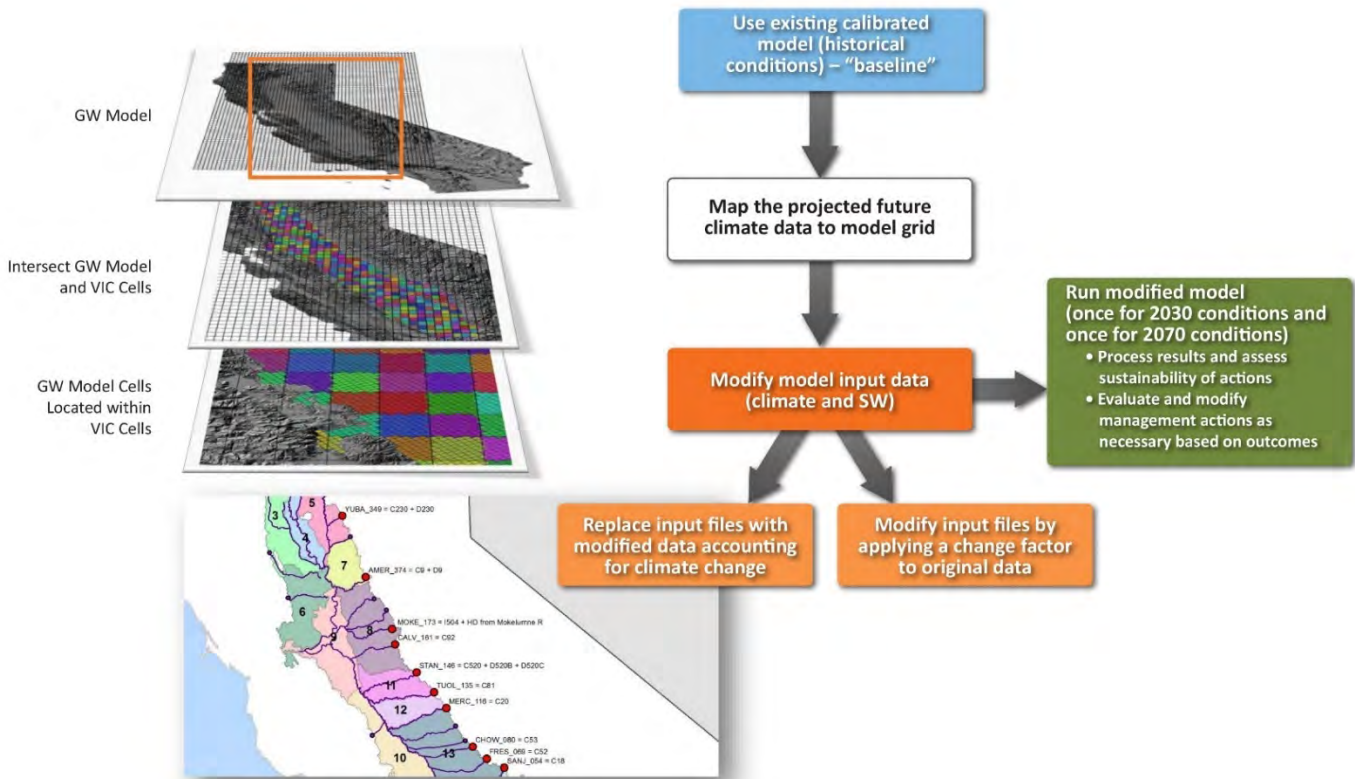 GW Model
Intersect GW Model
and VIC Cells
GW Model Cells
Located within
VIC Cells
Use existing calibrated
model (historical
conditions) – “baseline”
Map the projected future
climate data to model grid
Modify model input data
(climate and SW)
Run modified model
(once for 2030 conditions and
once for 2070 conditions)
• Process results and assess
sustainability of actions
• Evaluate and modify
management actions as
necessary based on outcomes
Replace input files with
modified data accounting
for climate change
Modify input files by
applying a change factor
to original data
3
4
5
YUBA_349 = C230 + D230
7
AMER_374 = C9 + D9
6
9
8
MOKE_173 = I504 + HD from Mokelumne R
CALV_161 = C92
STAN_146 = C520 + D520B + D520C
11
TUOL_135 = C81
MERC_116 = C20
12
CHOW_080 = C53
13
FRES_069 = C52
10
SANJ_054 = C18